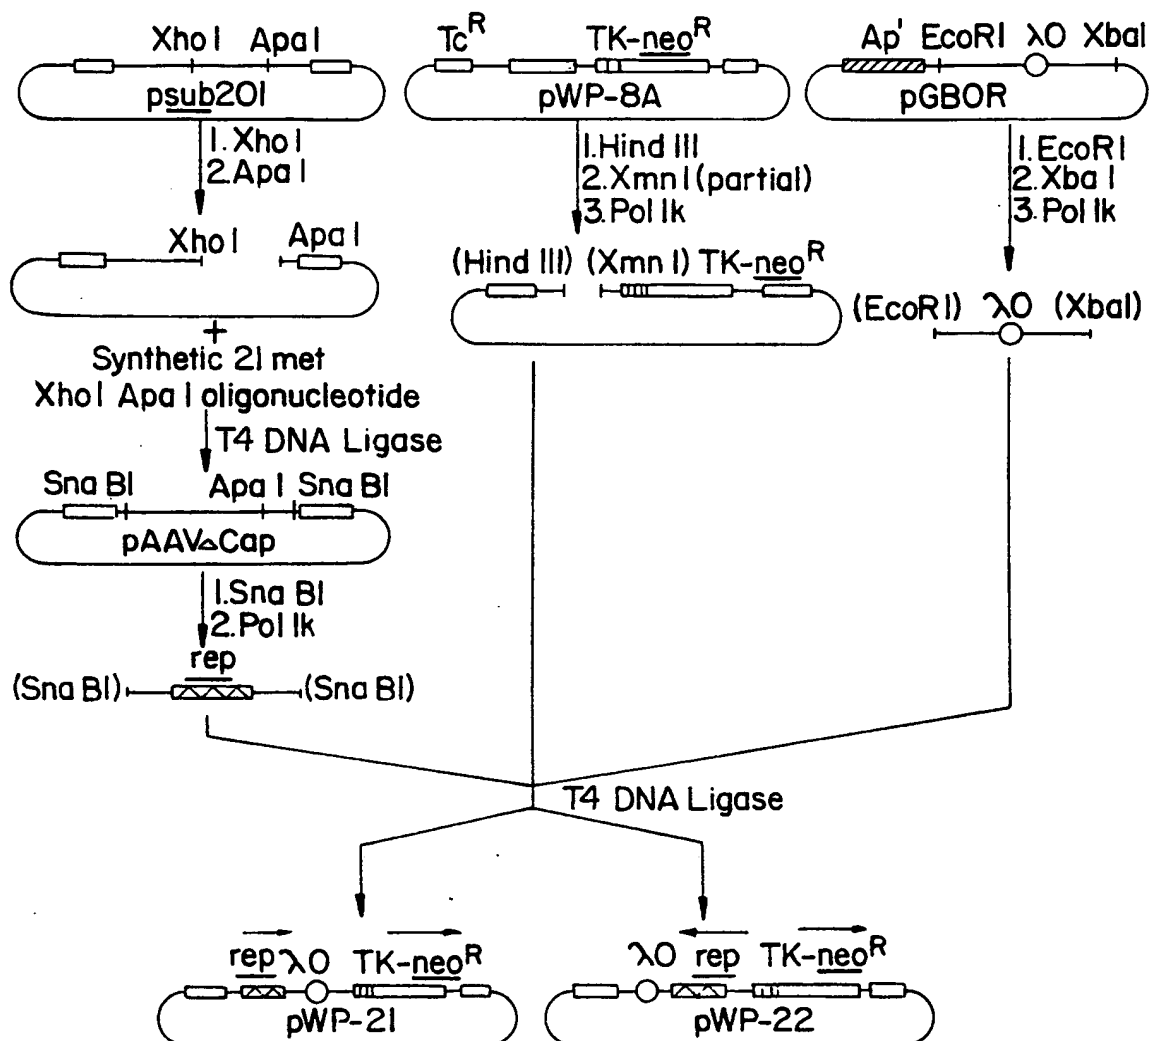 Xho I Apa I
psub201
1. Xho I
2. Apa I
Xho I Apa I
+
Synthetic 21 met
Xho I Apa I oligonucleotide
T4 DNA Ligase
Sna BI Apa I Sna BI
pAAV△Cap
1. Sna BI
2. Pol Ik
rep
(Sna BI) (Sna BI)
Tc^R TK-neo^R
pWP-8A
1. Hind III
2. Xmn I (partial)
3. Pol Ik
(Hind III) (Xmn I) TK-neo^R
Ap' EcoRI λO XbaI
pGBOR
1. EcoRI
2. Xba I
3. Pol Ik
(EcoRI) λO (XbaI)
T4 DNA Ligase
rep λO TK-neo^R
pWP-21
λO rep TK-neo^R
pWP-22